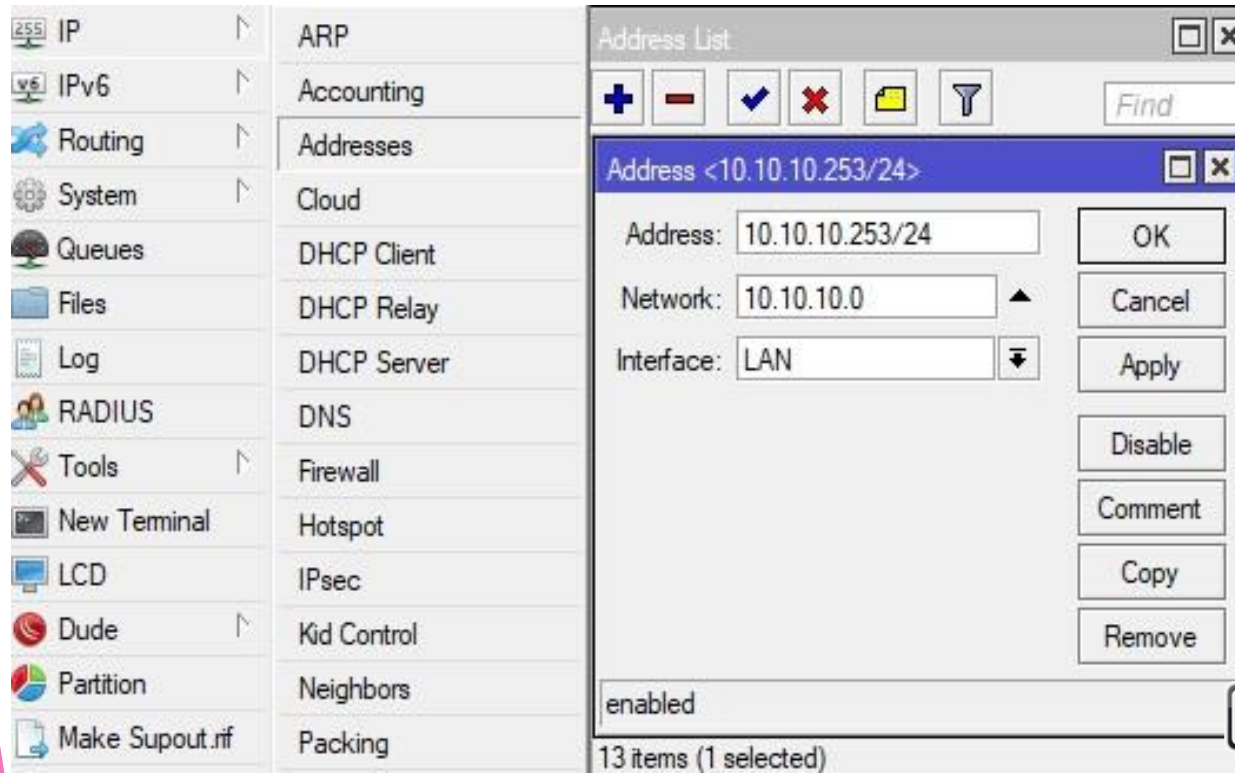 255 IP
v6 IPv6
Routing
System
Queues
Files
Log
RADIUS
Tools
New Terminal
LCD
Dude
Partition
Make Supout.rif
ARP
Accounting
Addresses
Cloud
DHCP Client
DHCP Relay
DHCP Server
DNS
Firewall
Hotspot
IPsec
Kid Control
Neighbors
Packing
Address List
Find
Address <10.10.10.253/24>
Address: 10.10.10.253/24
Network: 10.10.10.0
Interface: LAN
OK
Cancel
Apply
Disable
Comment
Copy
Remove
enabled
13 items (1 selected)